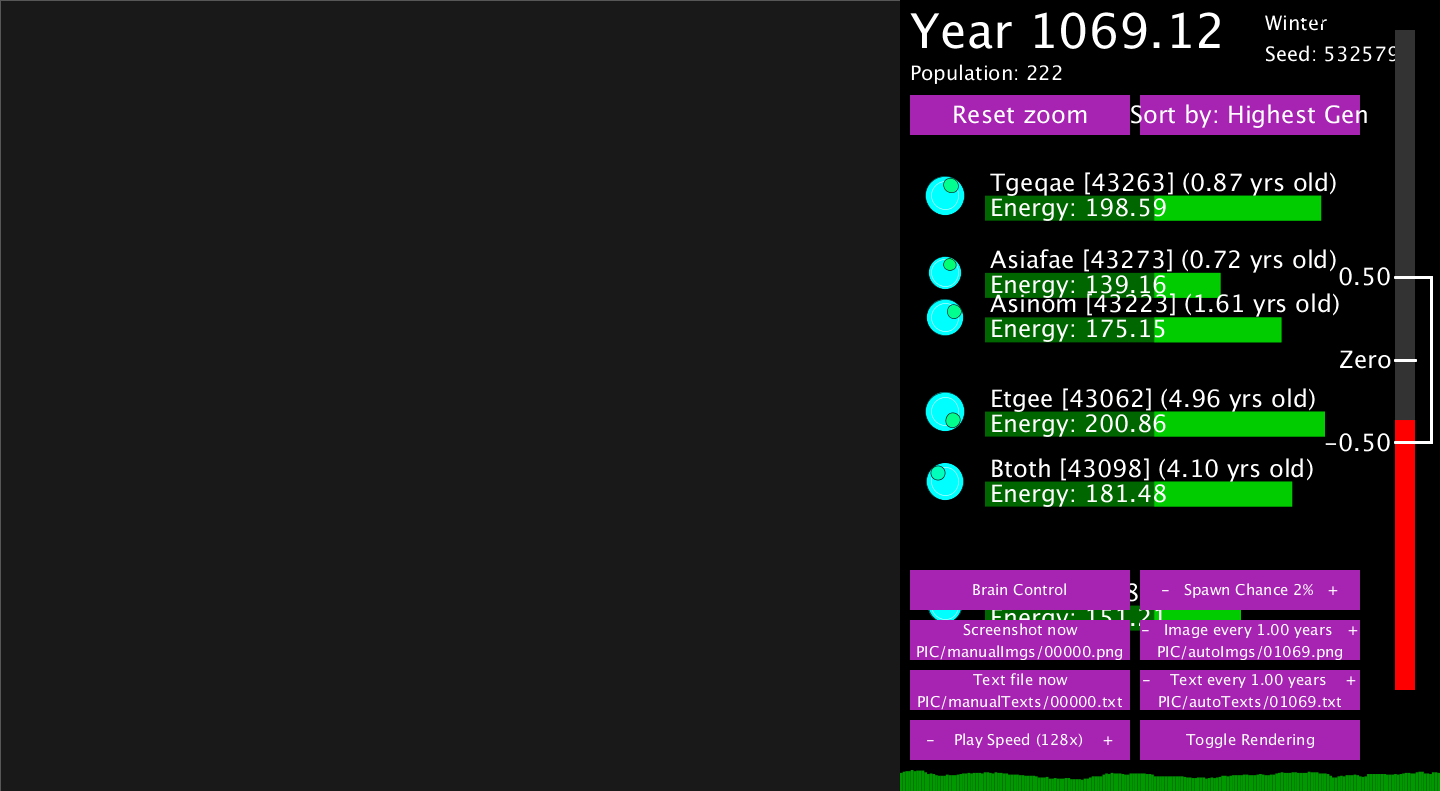 Year 1069.12
Winter
Seed: 532579
Population: 222
Reset zoom
Sort by: Highest Gen
Tgeqae [43263] (0.87 yrs old)
Energy: 198.59
Asiafae [43273] (0.72 yrs old)
Energy: 139.16
Asinom [43223] (1.61 yrs old)
Energy: 175.15
0.50
Zero
-0.50
Etgee [43062] (4.96 yrs old)
Energy: 200.86
Btoth [43098] (4.10 yrs old)
Energy: 181.48
Brain Control
- Spawn Chance 2% +
Energy: 151.21
Screenshot now
PIC/manualImgs/00000.png
- Image every 1.00 years +
PIC/autoImgs/01069.png
Text file now
PIC/manualTexts/00000.txt
- Text every 1.00 years +
PIC/autoTexts/01069.txt
- Play Speed (128x) +
Toggle Rendering